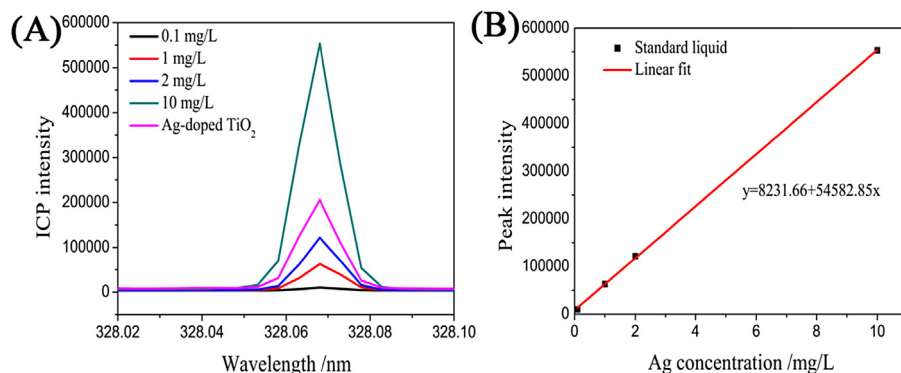 (A)
600000
500000
400000
300000
200000
100000
0
ICP intensity
0.1 mg/L
1 mg/L
2 mg/L
10 mg/L
Ag-doped TiO₂
328.02 328.04 328.06 328.08 328.10
Wavelength /nm
(B)
600000
500000
400000
300000
200000
100000
0
Peak intensity
Standard liquid
Linear fit
y=8231.66+54582.85x
0 2 4 6 8 10
Ag concentration /mg/L